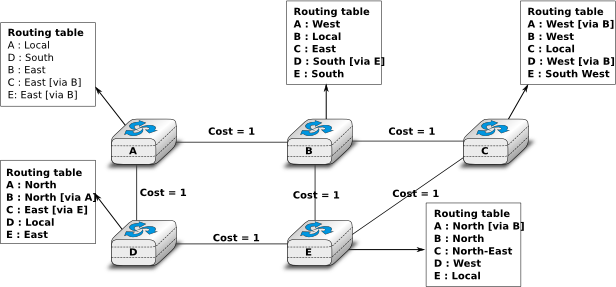 Routing table
A : Local
D : South
B : East
C : East [via B]
E: East [via B]
Routing table
A : West
B : Local
C : East
D : South [via E]
E : South
Routing table
A : West [via B]
B : West
C : Local
D : West [via B]
E : South West
Cost = 1
Cost = 1
A
B
C
Routing table
A : North
B : North [via A]
C : East [via E]
D : Local
E : East
Cost = 1
Cost = 1
Cost = 1
Cost = 1
D
E
Routing table
A : North [via B]
B : North
C : North-East
D : West
E : Local